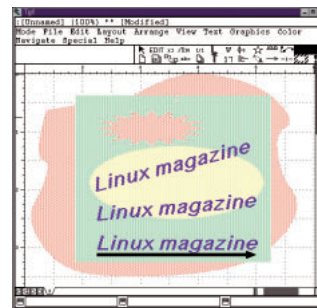 [Unnamed] (100%) ** [Modified]
Mode File Edit Layout Arrange View Text Graphics Color
Navigate Special Help
EDIT
Linux magazine
Linux magazine
Linux magazine